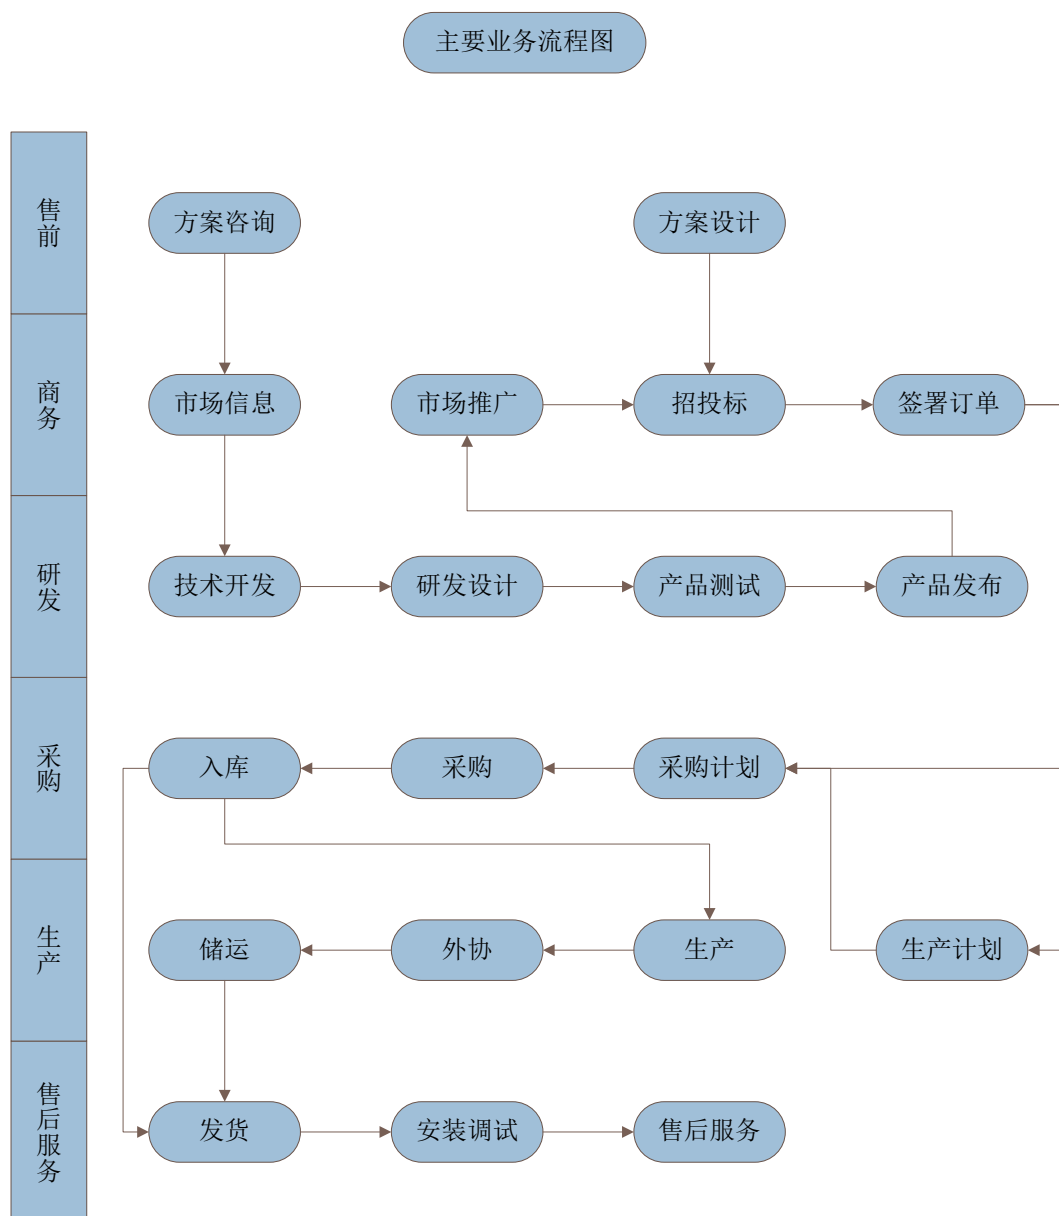 主要业务流程图
售前
方案咨询
方案设计
商务
市场信息
市场推广
招投标
签署订单
研发
技术开发
研发设计
产品测试
产品发布
采购
入库
采购
采购计划
生产
储运
外协
生产
生产计划
售后服务
发货
安装调试
售后服务